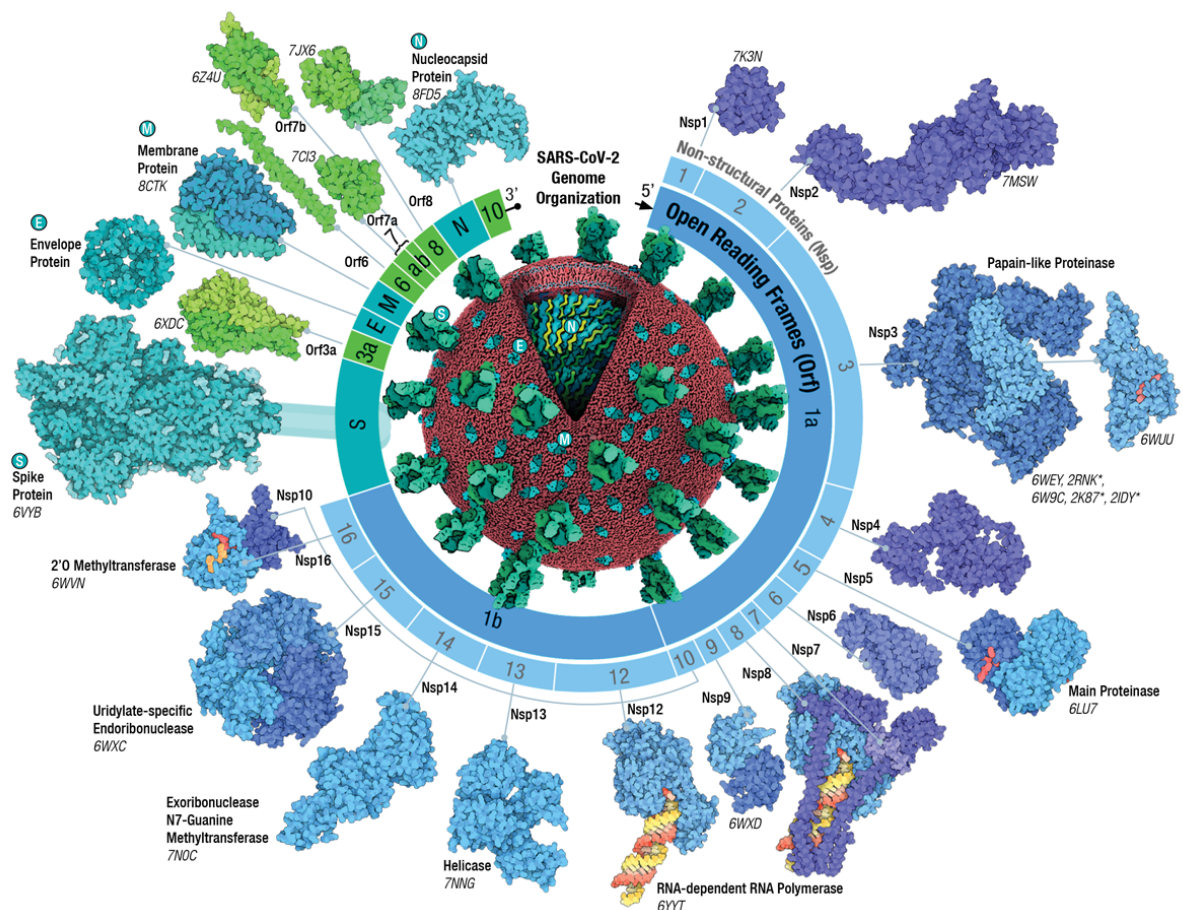 SARS-CoV-2
Genome
Organization
5'
3'
Open Reading Frames (Orf)
1a
1b
Non-structural Proteins (Nsp)
1
2
3
4
5
6
7
8
9
10
12
13
14
15
16
S
3a
E
M
6
7
a
b
8
N
10
Nsp1
7K3N
Nsp2
7MSW
Nsp3
Papain-like Proteinase
6WUU
6WEY, 2RNK*,
6W9C, 2K87*, 2IDY*
Nsp4
Nsp5
Main Proteinase
6LU7
Nsp6
Nsp7
Nsp8
Nsp9
6WXD
RNA-dependent RNA Polymerase
6YYT
Nsp12
Nsp13
Helicase
7NNG
Nsp14
Exoribonuclease
N7-Guanine
Methyltransferase
7N0C
Nsp15
Uridylate-specific
Endoribonuclease
6WXC
Nsp10
Nsp16
2'O Methyltransferase
6WVN
S
Spike
Protein
6VYB
Orf3a
6XDC
E
Envelope
Protein
M
Membrane
Protein
8CTK
Orf6
Orf7a
7CI3
Orf7b
6Z4U
Orf8
7JX6
N
Nucleocapsid
Protein
8FD5
S
N
E
M